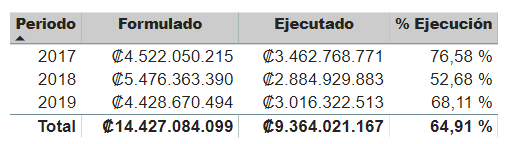 Periodo Formulado Ejecutado % Ejecución
2017 ₡4.522.050.215 ₡3.462.768.771 76,58 %
2018 ₡5.476.363.390 ₡2.884.929.883 52,68 %
2019 ₡4.428.670.494 ₡3.016.322.513 68,11 %
Total ₡14.427.084.099 ₡9.364.021.167 64,91 %